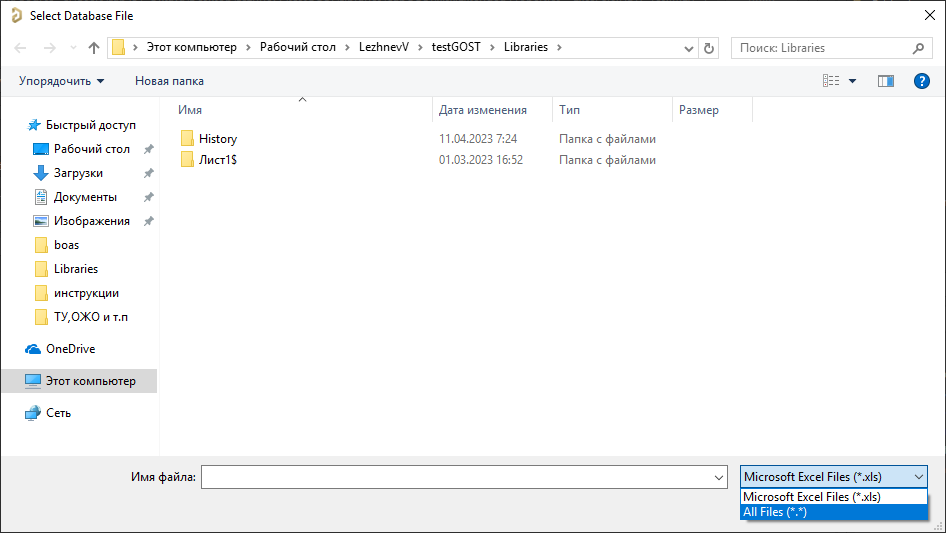 Select Database File
Этот компьютер Рабочий стол LezhnevV testGOST Libraries
Поиск: Libraries
Упорядочить Новая папка
Имя Дата изменения Тип Размер
Быстрый доступ
Рабочий стол
Загрузки
Документы
Изображения
boas
Libraries
инструкции
ТУ,ОЖО и т.п
OneDrive
Этот компьютер
Сеть
History 11.04.2023 7:24 Папка с файлами
Лист1$ 01.03.2023 16:52 Папка с файлами
Имя файла:
Microsoft Excel Files (*.xls)
Microsoft Excel Files (*.xls)
All Files (*.*)